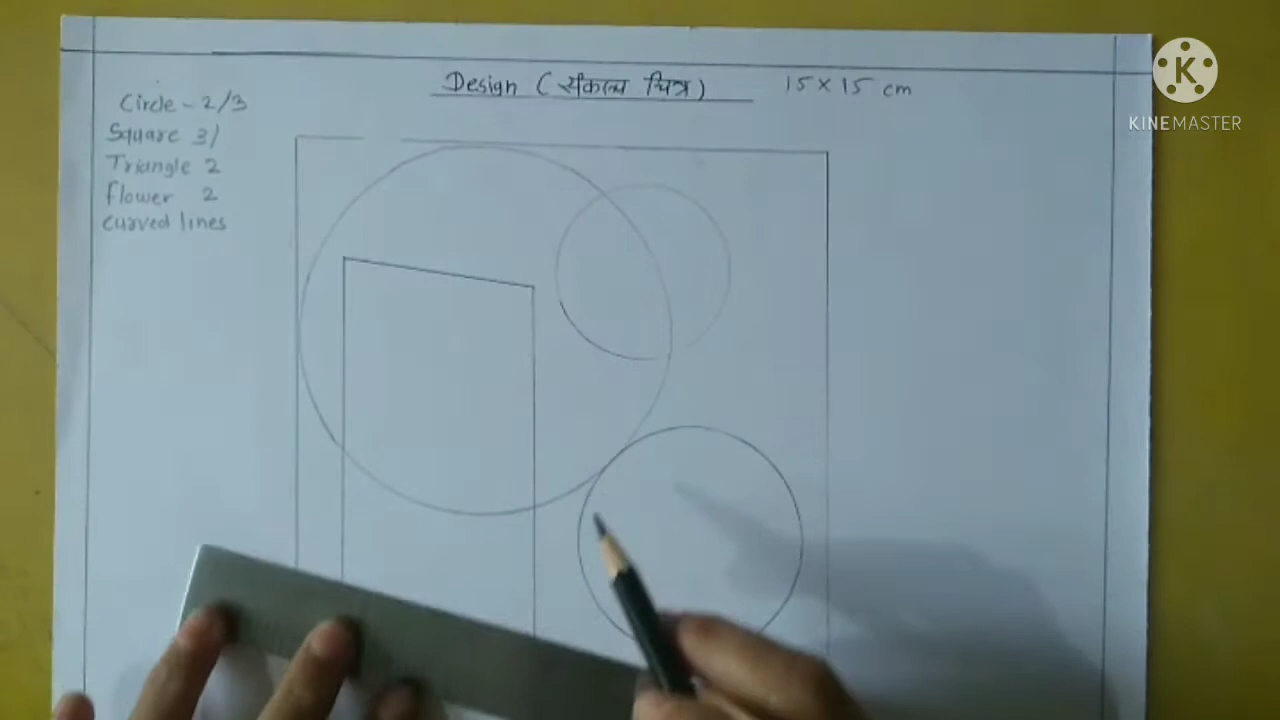 Design (संकल्प चित्र) 15 × 15 cm
Circle - 2/3
Square 3/
Triangle 2
flower 2
curved lines
K
KINEMASTER